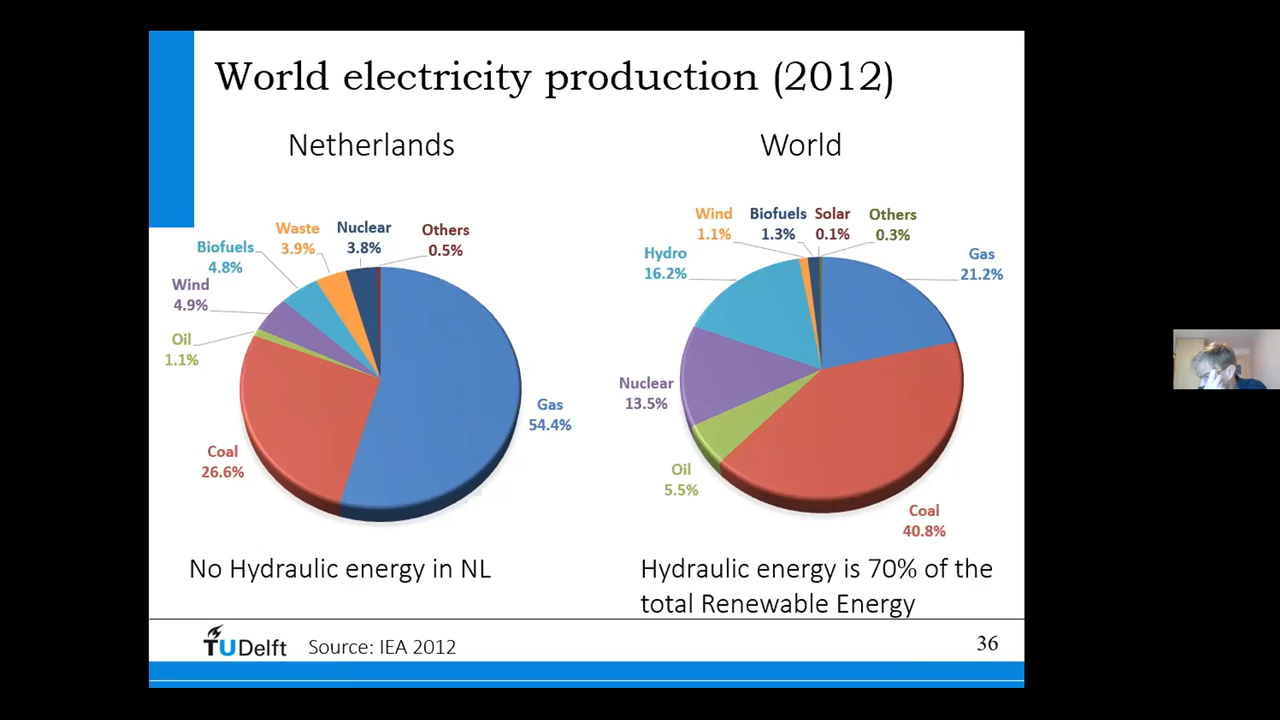 World electricity production (2012)
Netherlands
World
Waste
3.9%
Nuclear
3.8%
Others
0.5%
Biofuels
4.8%
Wind
4.9%
Oil
1.1%
Coal
26.6%
Gas
54.4%
Wind
1.1%
Biofuels
1.3%
Solar
0.1%
Others
0.3%
Hydro
16.2%
Gas
21.2%
Nuclear
13.5%
Oil
5.5%
Coal
40.8%
No Hydraulic energy in NL
Hydraulic energy is 70% of the
total Renewable Energy
TUDelft
Source: IEA 2012
36